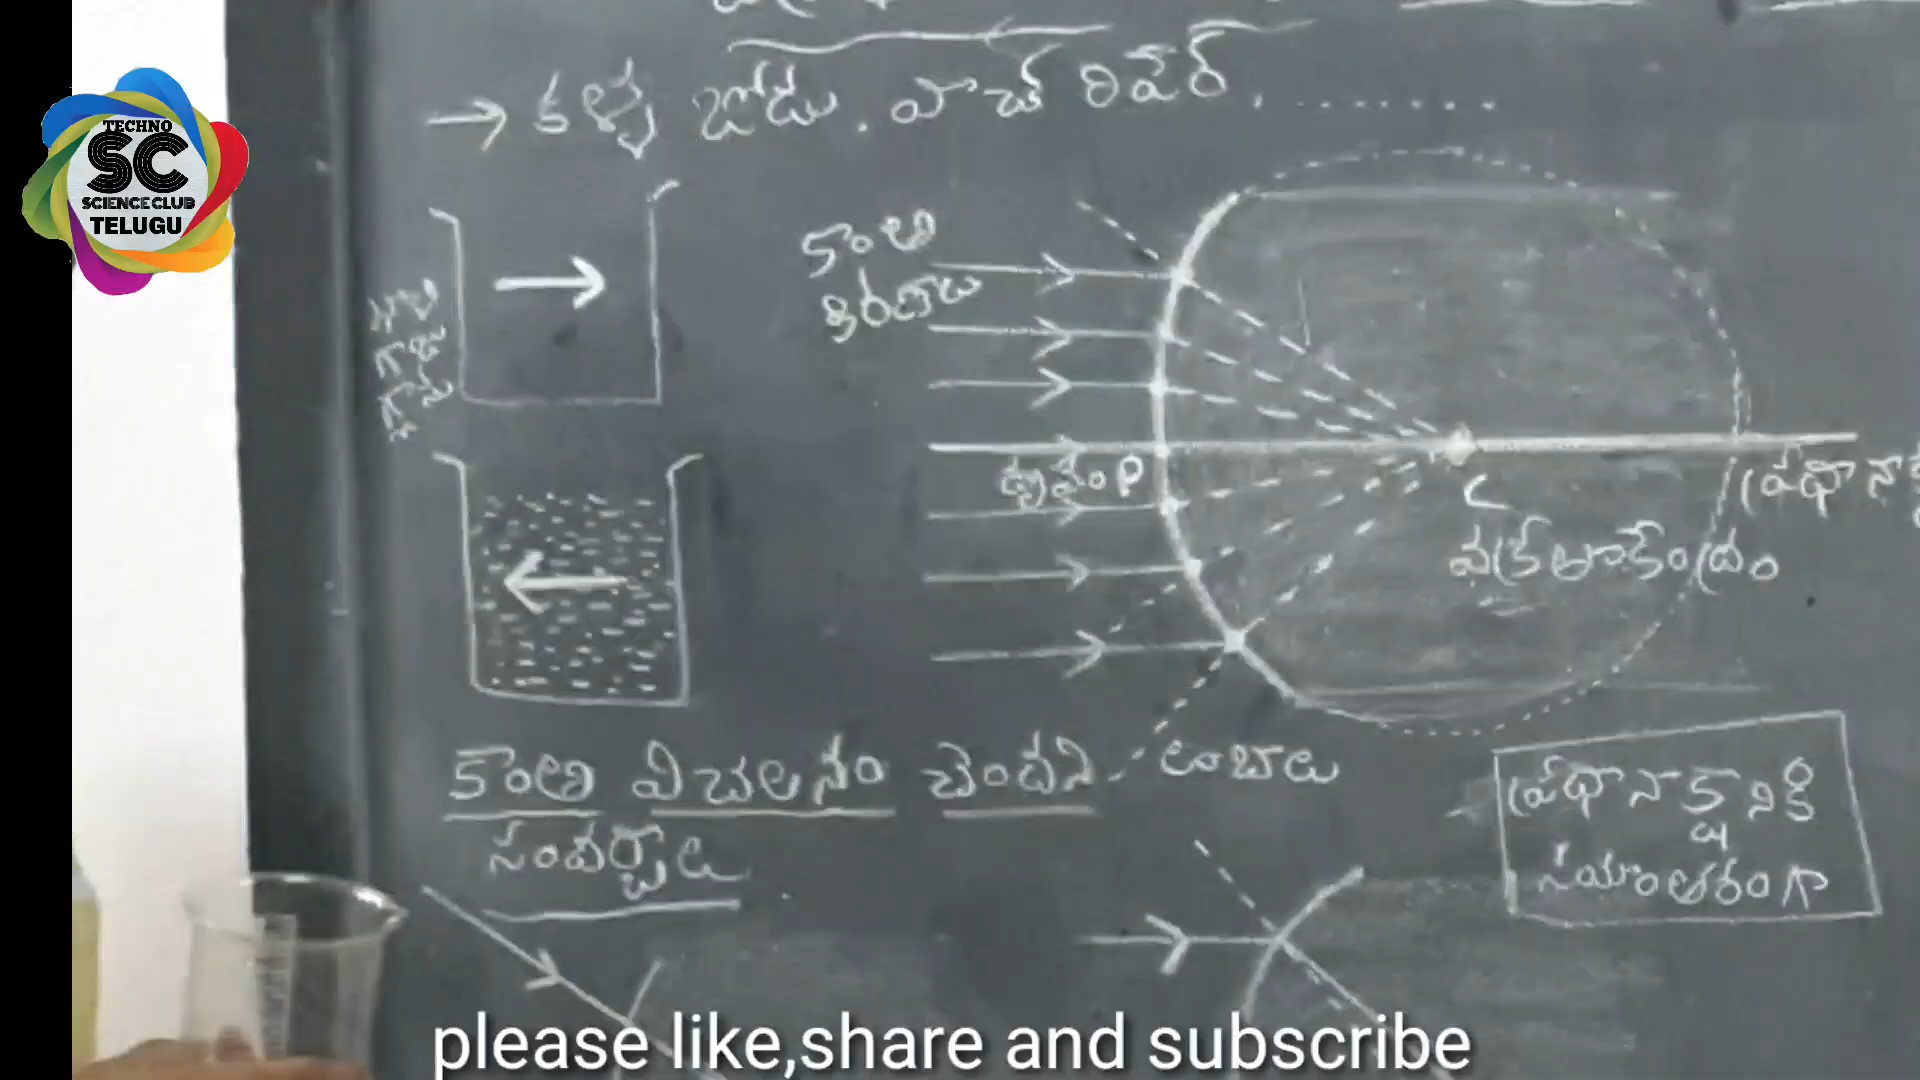 TECHNO
SC
SCIENCE CLUB
TELUGU
→ కళ్ళ జోడు, వాచ్ రిపేర్, ........
కాంతి
కిరణాలు
ఖాళీ
గాజు
గ్లాసు
ధృవం P
C
వక్రతాకేంద్రం
లంబాలు
కాంతి విచలనం చెందని
సందర్భాలు
ప్రధానాక్షానికి
సమాంతరంగా
please like,share and subscribe